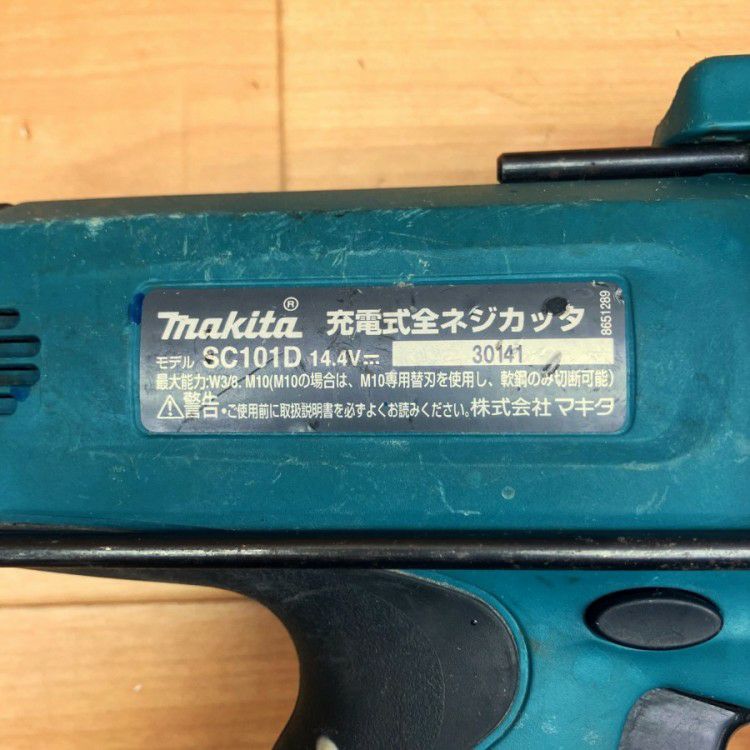 makita® 充電式全ネジカッタ
モデル SC101D 14.4V⎓ 30141
最大能力:W3/8. M10(M10の場合は、M10専用替刃を使用し、軟鋼のみ切断可能)
⚠警告・ご使用前に取扱説明書を必ずよくお読みください。株式会社マキタ
8651289